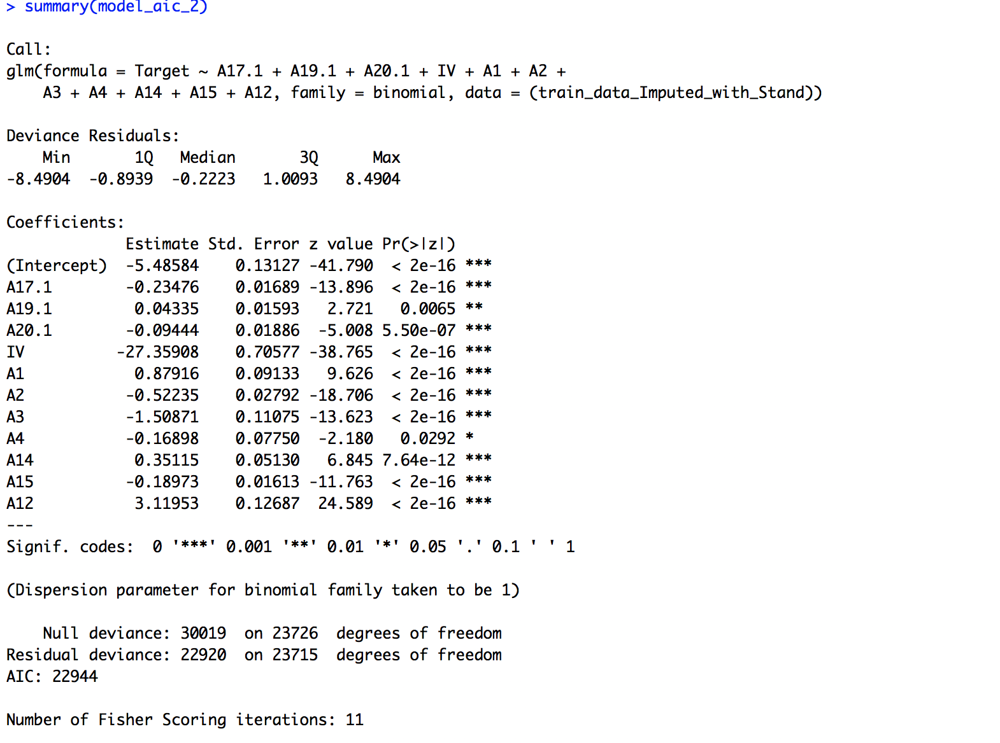 > summary(model_aic_2)
Call:
glm(formula = Target ~ A17.1 + A19.1 + A20.1 + IV + A1 + A2 +
    A3 + A4 + A14 + A15 + A12, family = binomial, data = (train_data_Imputed_with_Stand))
Deviance Residuals:
    Min       1Q   Median       3Q      Max
-8.4904  -0.8939  -0.2223   1.0093   8.4904
Coefficients:
             Estimate Std. Error z value Pr(>|z|)
(Intercept)  -5.48584    0.13127 -41.790  < 2e-16 ***
A17.1        -0.23476    0.01689 -13.896  < 2e-16 ***
A19.1         0.04335    0.01593   2.721   0.0065 **
A20.1        -0.09444    0.01886  -5.008 5.50e-07 ***
IV          -27.35908    0.70577 -38.765  < 2e-16 ***
A1            0.87916    0.09133   9.626  < 2e-16 ***
A2           -0.52235    0.02792 -18.706  < 2e-16 ***
A3           -1.50871    0.11075 -13.623  < 2e-16 ***
A4           -0.16898    0.07750  -2.180   0.0292 *
A14           0.35115    0.05130   6.845 7.64e-12 ***
A15          -0.18973    0.01613 -11.763  < 2e-16 ***
A12           3.11953    0.12687  24.589  < 2e-16 ***
---
Signif. codes:  0 '***' 0.001 '**' 0.01 '*' 0.05 '.' 0.1 ' ' 1
(Dispersion parameter for binomial family taken to be 1)
    Null deviance: 30019  on 23726  degrees of freedom
Residual deviance: 22920  on 23715  degrees of freedom
AIC: 22944
Number of Fisher Scoring iterations: 11